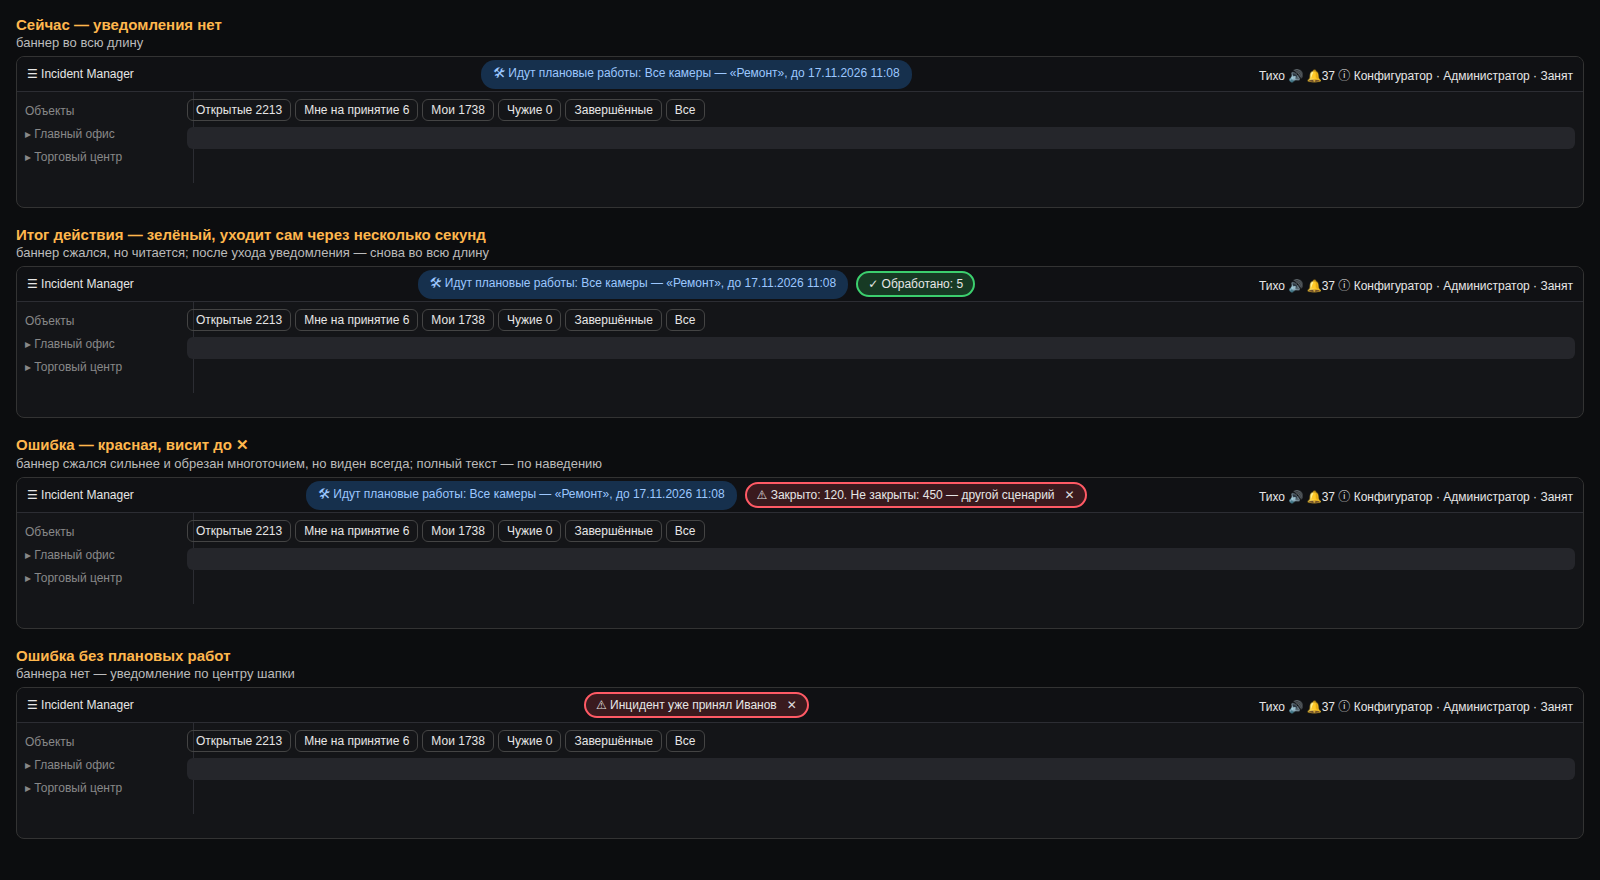 Сейчас — уведомления нет
баннер во всю длину
☰ Incident Manager 🛠 Идут плановые работы: Все камеры — «Ремонт», до 17.11.2026 11:08 Тихо 🔊 🔔37 ⓘ Конфигуратор · Администратор · Занят
Объекты Открытые 2213 Мне на принятие 6 Мои 1738 Чужие 0 Завершённые Все
▸ Главный офис
▸ Торговый центр
Итог действия — зелёный, уходит сам через несколько секунд
баннер сжался, но читается; после ухода уведомления — снова во всю длину
☰ Incident Manager 🛠 Идут плановые работы: Все камеры — «Ремонт», до 17.11.2026 11:08 ✓ Обработано: 5 Тихо 🔊 🔔37 ⓘ Конфигуратор · Администратор · Занят
Объекты Открытые 2213 Мне на принятие 6 Мои 1738 Чужие 0 Завершённые Все
▸ Главный офис
▸ Торговый центр
Ошибка — красная, висит до ✕
баннер сжался сильнее и обрезан многоточием, но виден всегда; полный текст — по наведению
☰ Incident Manager 🛠 Идут плановые работы: Все камеры — «Ремонт», до 17.11.2026 11:08 ⚠ Закрыто: 120. Не закрыты: 450 — другой сценарий ✕ Тихо 🔊 🔔37 ⓘ Конфигуратор · Администратор · Занят
Объекты Открытые 2213 Мне на принятие 6 Мои 1738 Чужие 0 Завершённые Все
▸ Главный офис
▸ Торговый центр
Ошибка без плановых работ
баннера нет — уведомление по центру шапки
☰ Incident Manager ⚠ Инцидент уже принял Иванов ✕ Тихо 🔊 🔔37 ⓘ Конфигуратор · Администратор · Занят
Объекты Открытые 2213 Мне на принятие 6 Мои 1738 Чужие 0 Завершённые Все
▸ Главный офис
▸ Торговый центр